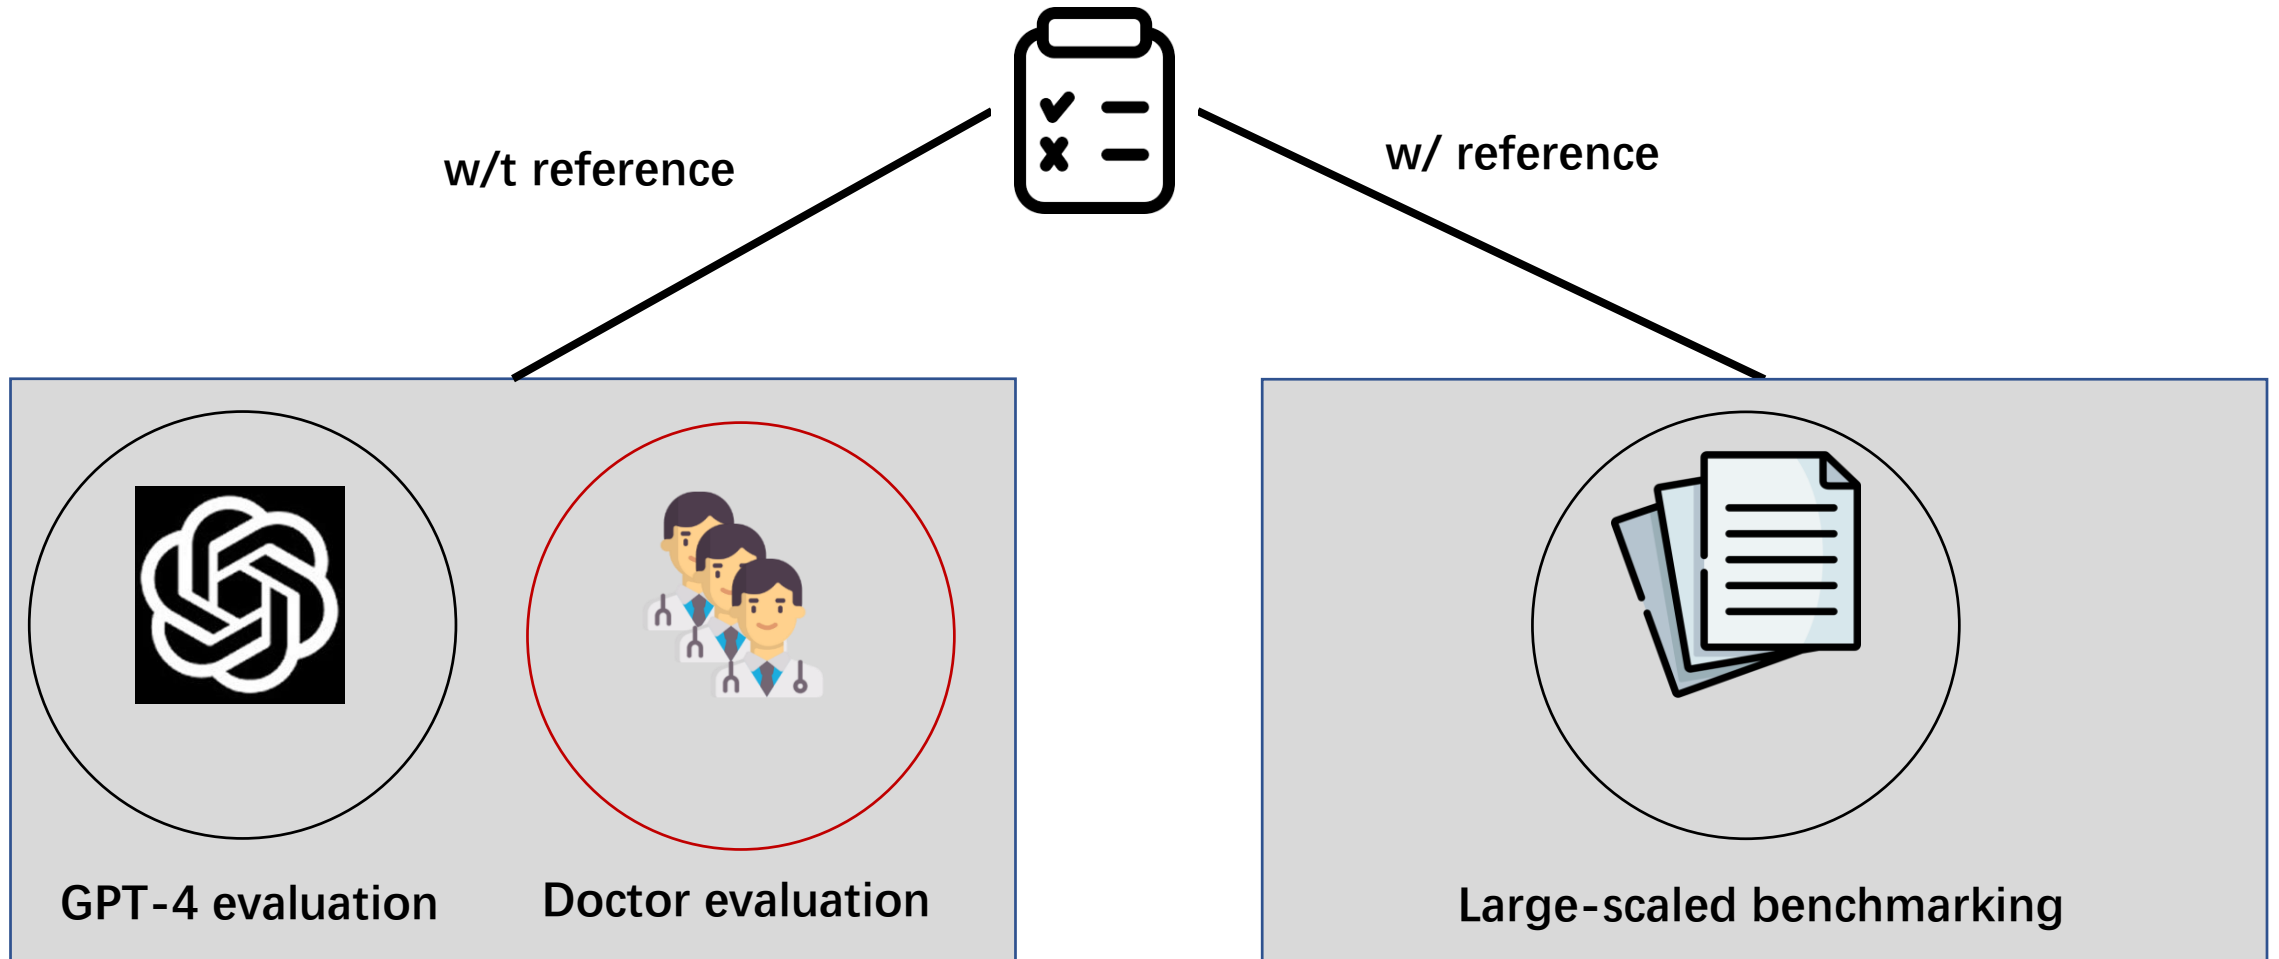 w/t reference
w/ reference
GPT-4 evaluation
Doctor evaluation
Large-scaled benchmarking